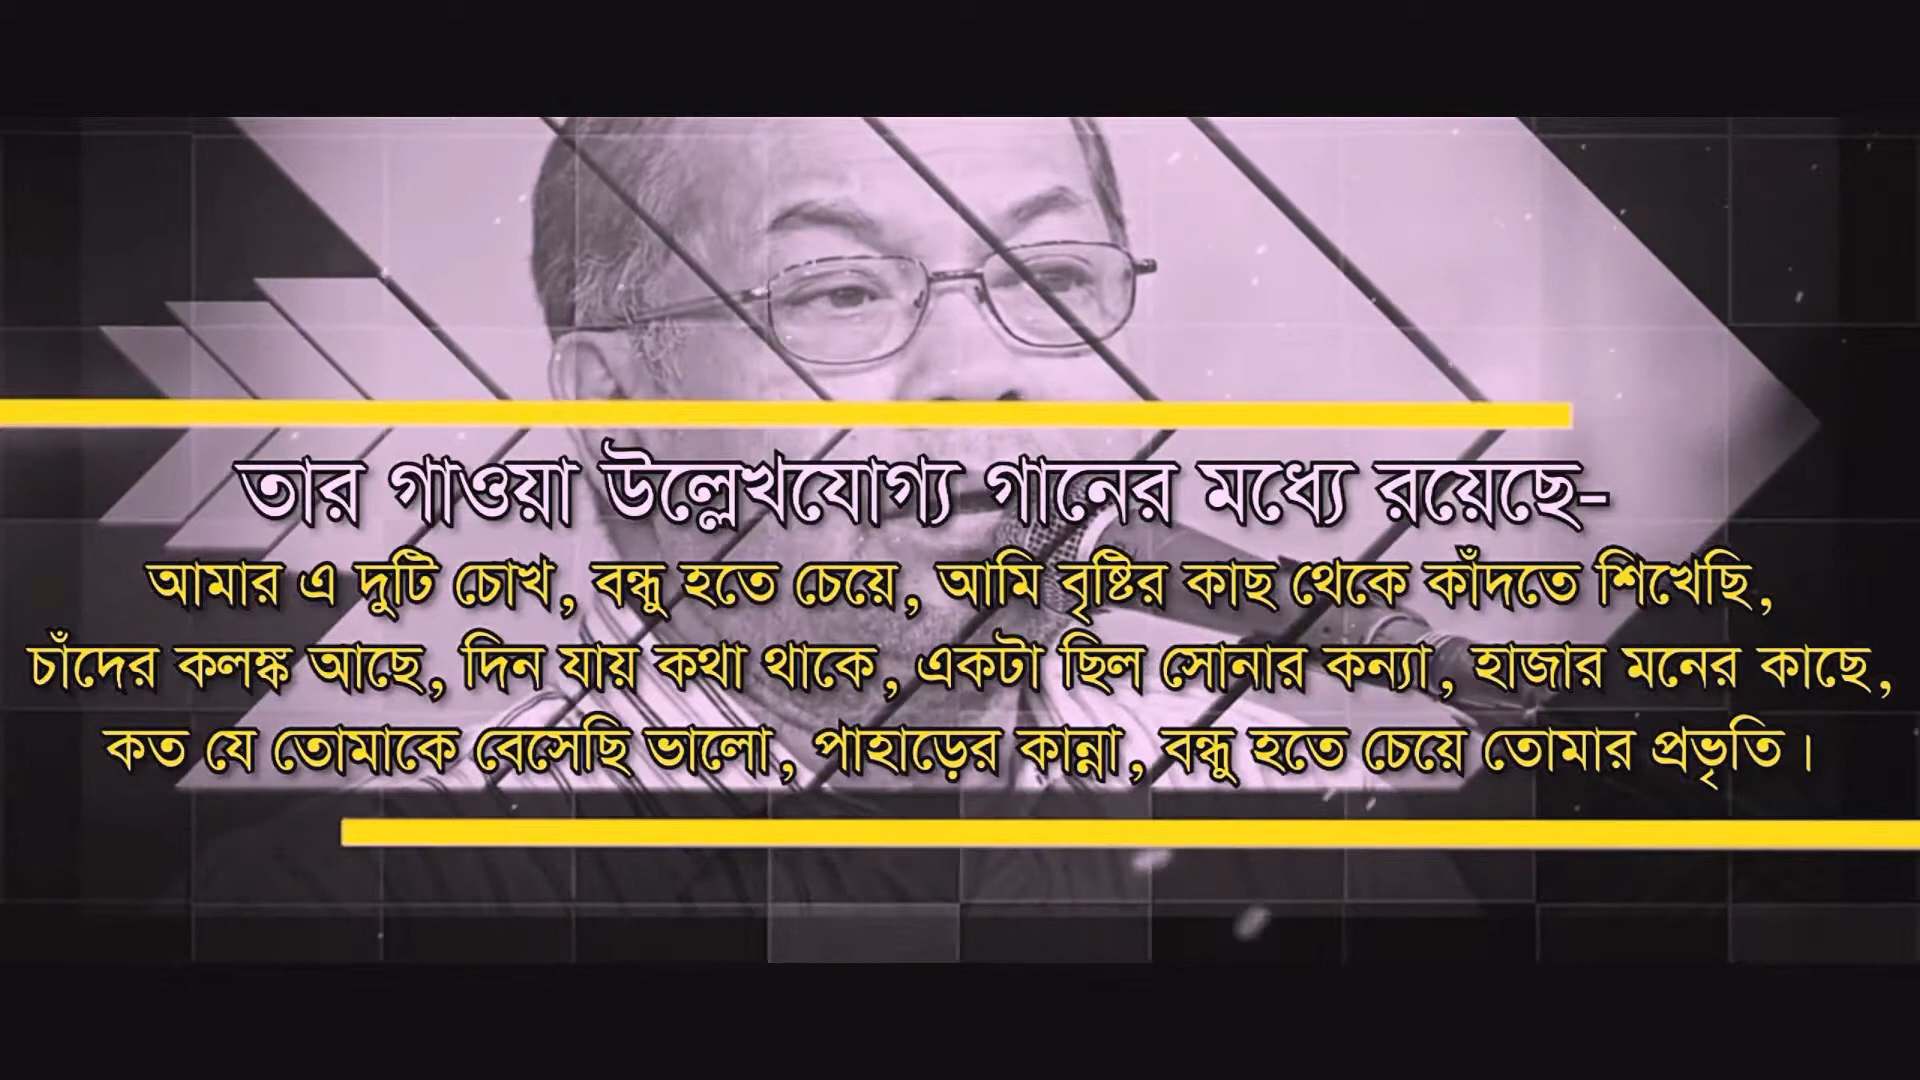 তার গাওয়া উল্লেখযোগ্য গানের মধ্যে রয়েছে-
আমার এ দুটি চোখ, বন্ধু হতে চেয়ে, আমি বৃষ্টির কাছ থেকে কাঁদতে শিখেছি,
চাঁদের কলঙ্ক আছে, দিন যায় কথা থাকে, একটা ছিল সোনার কন্যা, হাজার মনের কাছে,
কত যে তোমাকে বেসেছি ভালো, পাহাড়ের কান্না, বন্ধু হতে চেয়ে তোমার প্রভৃতি।